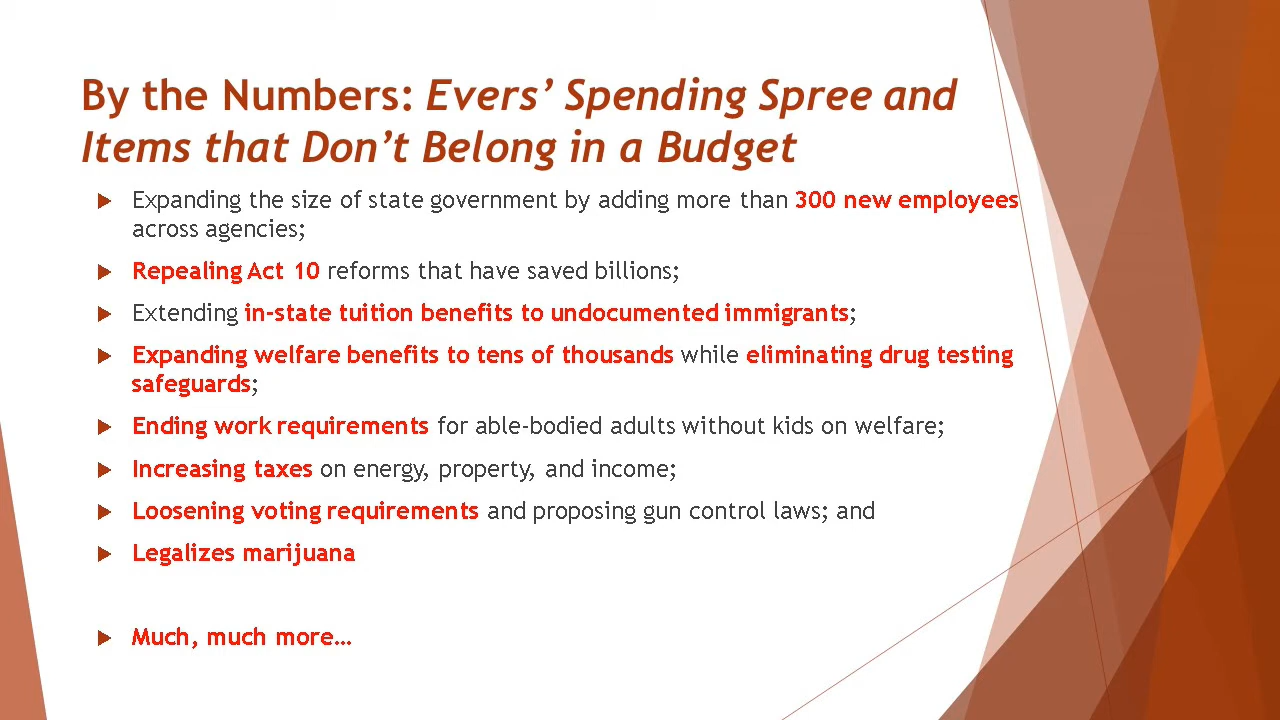 By the Numbers: Evers’ Spending Spree and
Items that Don’t Belong in a Budget
Expanding the size of state government by adding more than 300 new employees
across agencies;
Repealing Act 10 reforms that have saved billions;
Extending in-state tuition benefits to undocumented immigrants;
Expanding welfare benefits to tens of thousands while eliminating drug testing
safeguards;
Ending work requirements for able-bodied adults without kids on welfare;
Increasing taxes on energy, property, and income;
Loosening voting requirements and proposing gun control laws; and
Legalizes marijuana
Much, much more…